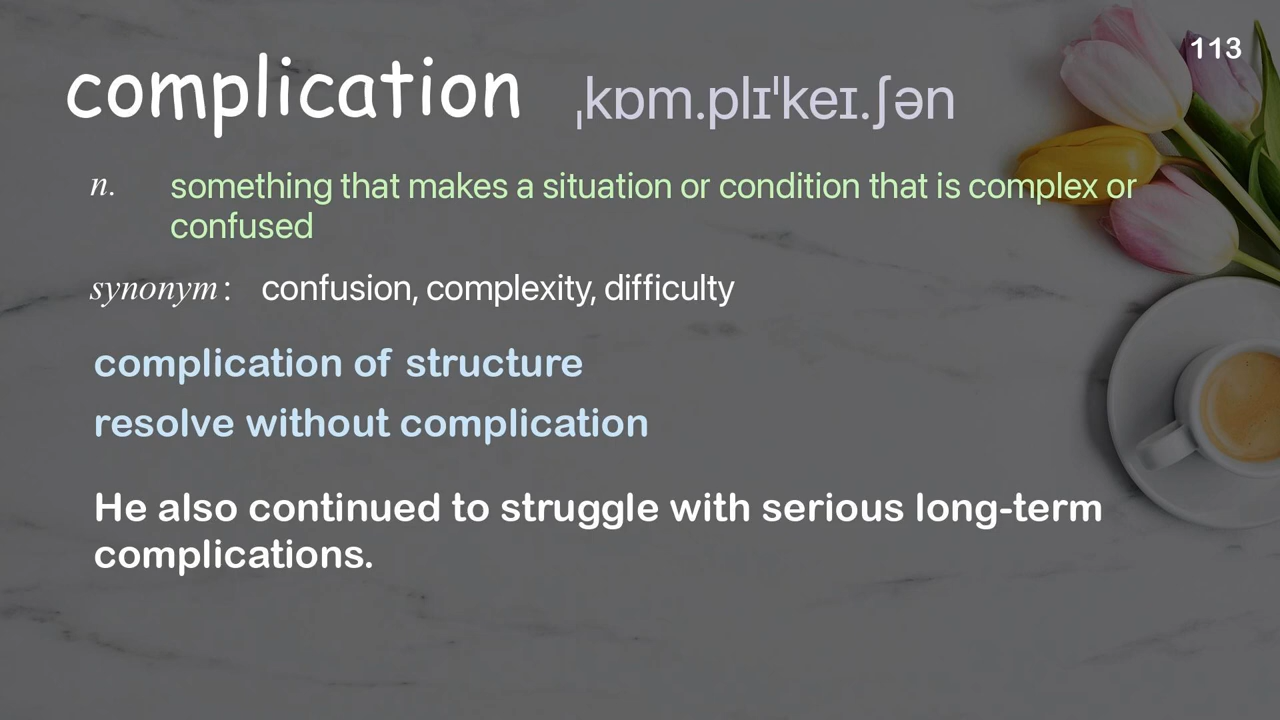 113
complication ˌkɒm.plɪˈkeɪ.ʃən
n. something that makes a situation or condition that is complex or
confused
synonym: confusion, complexity, difficulty
complication of structure
resolve without complication
He also continued to struggle with serious long-term
complications.